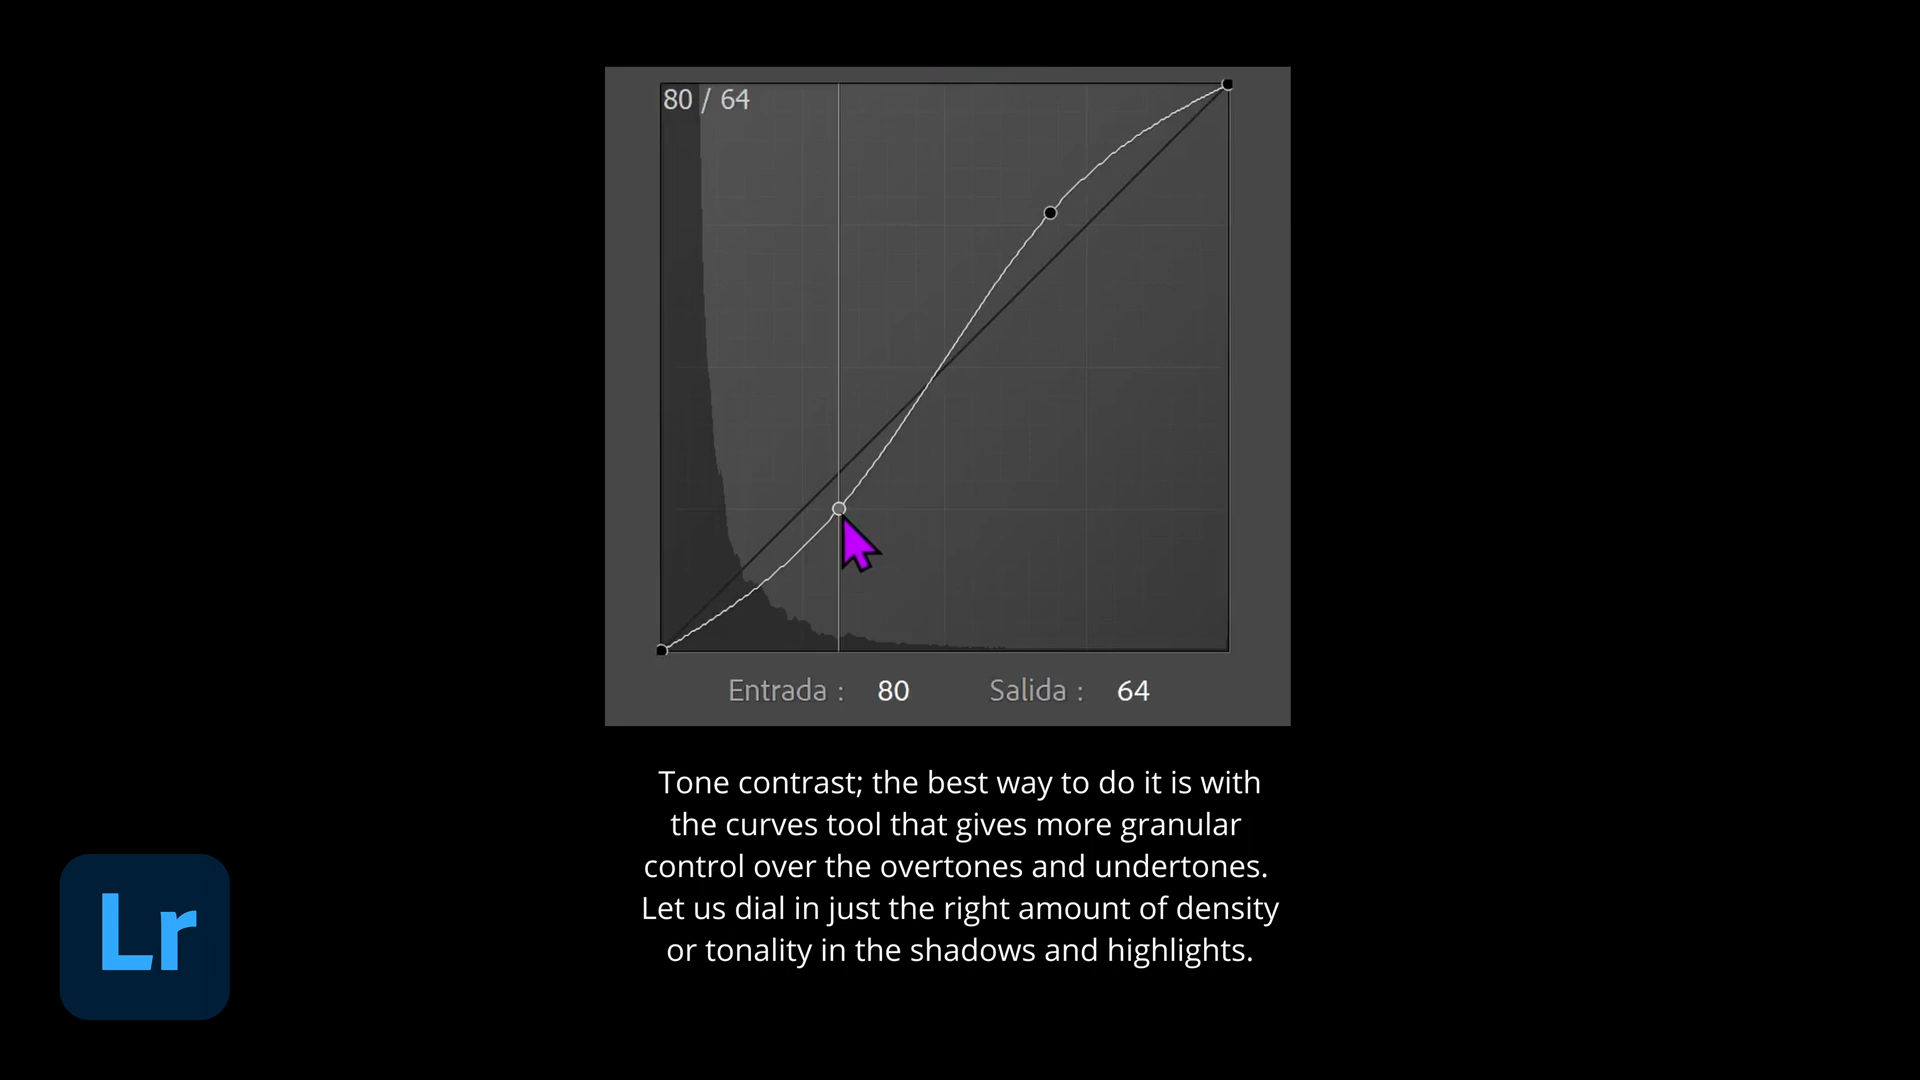 80 / 64
Entrada : 80 Salida : 64
Tone contrast; the best way to do it is with
the curves tool that gives more granular
control over the overtones and undertones.
Let us dial in just the right amount of density
or tonality in the shadows and highlights.
Lr